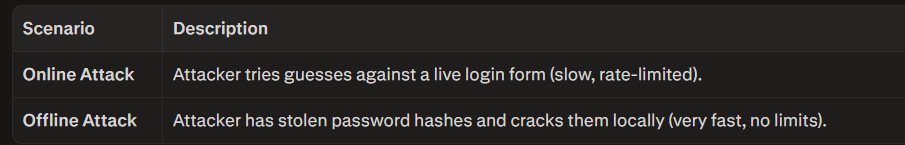 Scenario Description
Online Attack Attacker tries guesses against a live login form (slow, rate-limited).
Offline Attack Attacker has stolen password hashes and cracks them locally (very fast, no limits).